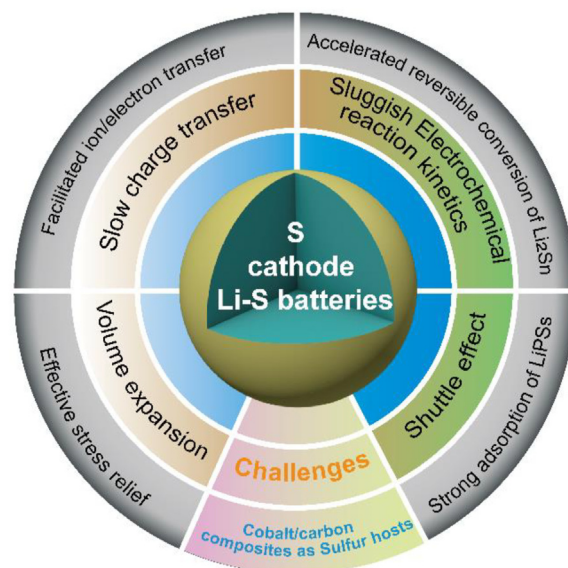 Facilitated ion/electron transfer
Slow charge transfer
Accelerated reversible conversion of Li2Sn
Sluggish Electrochemical
reaction kinetics
S
cathode
Li-S batteries
Volume expansion
Effective stress relief
Shuttle effect
Strong adsorption of LiPSs
Challenges
Cobalt/carbon
composites as Sulfur hosts